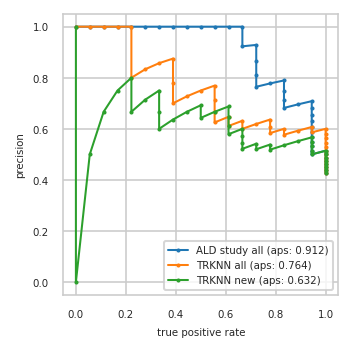 1.0
0.8
0.6
0.4
0.2
0.0
precision
ALD study all (aps: 0.912)
TRKNN all (aps: 0.764)
TRKNN new (aps: 0.632)
0.0 0.2 0.4 0.6 0.8 1.0
true positive rate